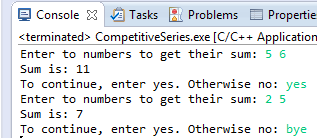 Console Tasks Problems Properties
<terminated> CompetitiveSeries.exe [C/C++ Application
Enter to numbers to get their sum: 5 6
Sum is: 11
To continue, enter yes. Otherwise no: yes
Enter to numbers to get their sum: 2 5
Sum is: 7
To continue, enter yes. Otherwise no: bye